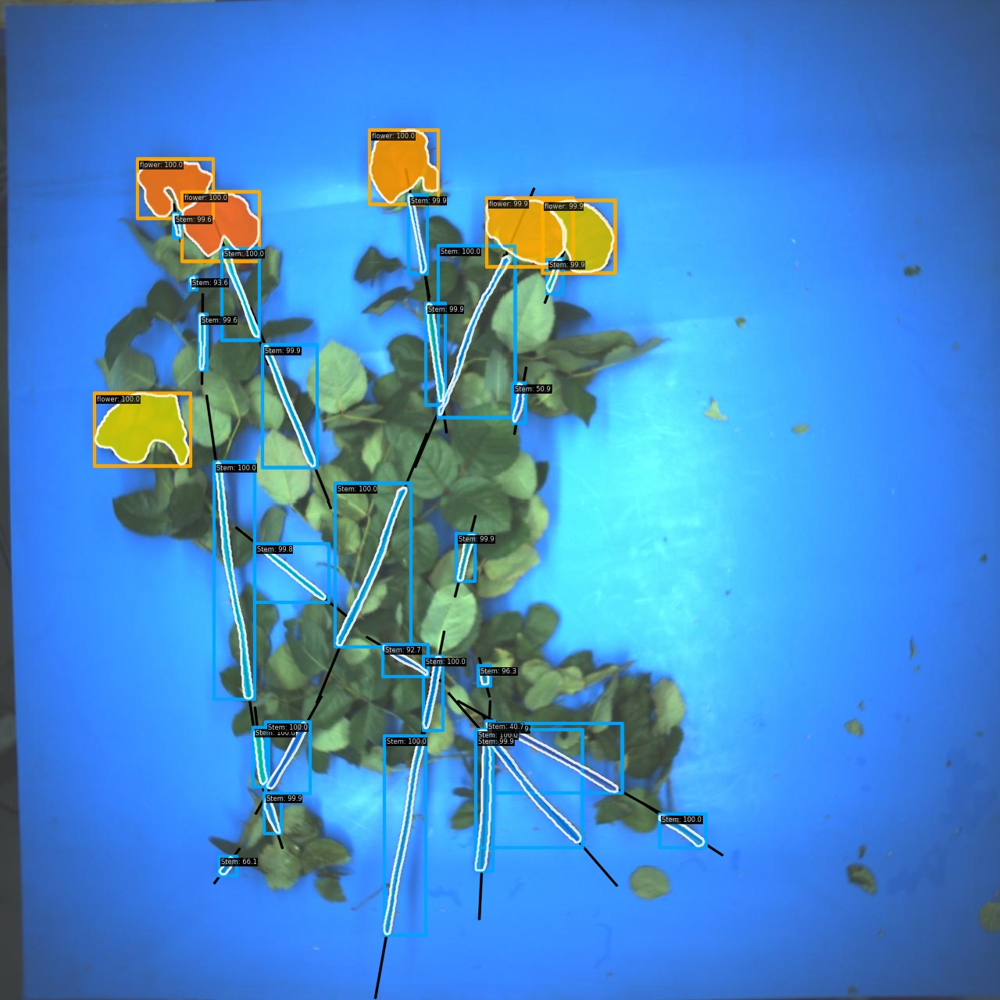 flower: 100.0
flower: 100.0
flower: 100.0
Stem: 99.9
flower: 99.9
flower: 99.9
Stem: 99.6
Stem: 100.0
Stem: 100.0
Stem: 99.9
Stem: 93.6
Stem: 99.9
Stem: 99.6
Stem: 99.9
Stem: 50.9
flower: 100.0
Stem: 100.0
Stem: 100.0
Stem: 99.9
Stem: 99.8
Stem: 92.7
Stem: 100.0
Stem: 96.3
Stem: 100.0
Stem: 100.0
Stem: 40.7
Stem: 100.0
Stem: 99.9
Stem: 100.0
Stem: 99.9
Stem: 100.0
Stem: 66.1